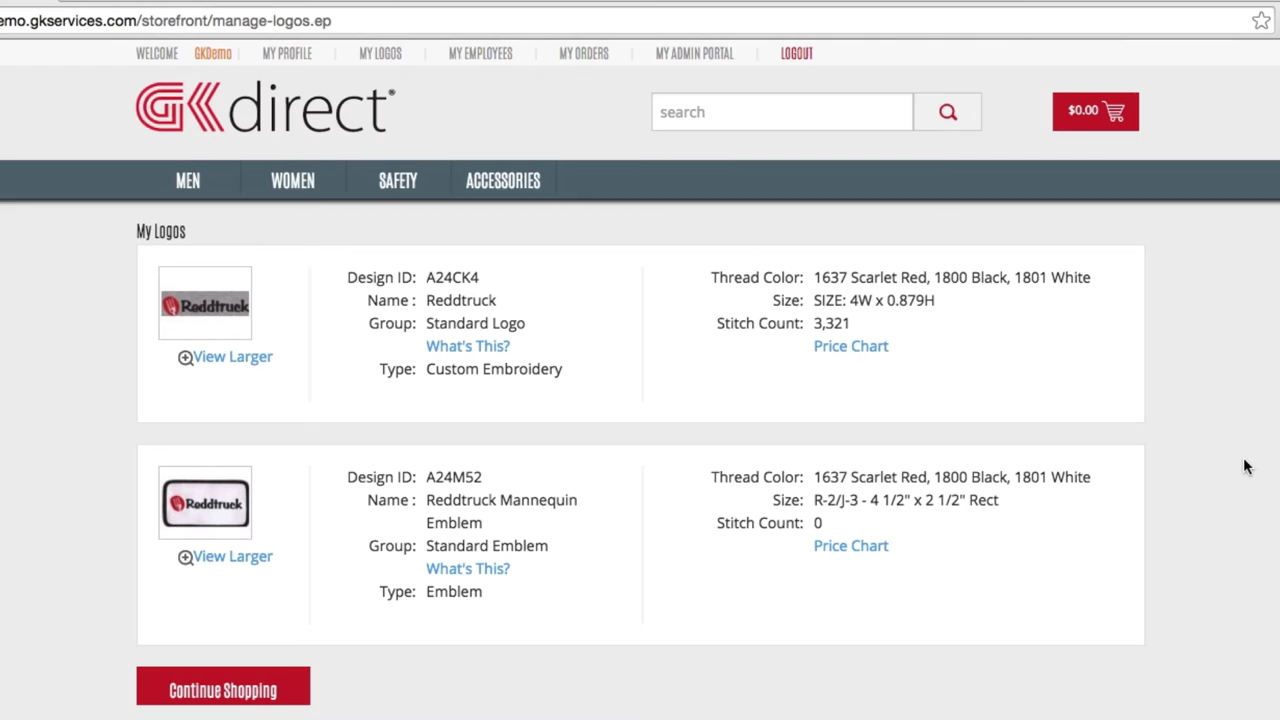 emo.gkservices.com/storefront/manage-logos.ep
WELCOME GKDemo MY PROFILE MY LOGOS MY EMPLOYEES MY ORDERS MY ADMIN PORTAL LOGOUT
GKdirect®
search
$0.00
MEN WOMEN SAFETY ACCESSORIES
My Logos
Reddtruck
View Larger
Design ID: A24CK4
Name : Reddtruck
Group: Standard Logo
What's This?
Type: Custom Embroidery
Thread Color: 1637 Scarlet Red, 1800 Black, 1801 White
Size: SIZE: 4W x 0.879H
Stitch Count: 3,321
Price Chart
Reddtruck
View Larger
Design ID: A24M52
Name : Reddtruck Mannequin
Emblem
Group: Standard Emblem
What's This?
Type: Emblem
Thread Color: 1637 Scarlet Red, 1800 Black, 1801 White
Size: R-2/J-3 - 4 1/2" x 2 1/2" Rect
Stitch Count: 0
Price Chart
Continue Shopping